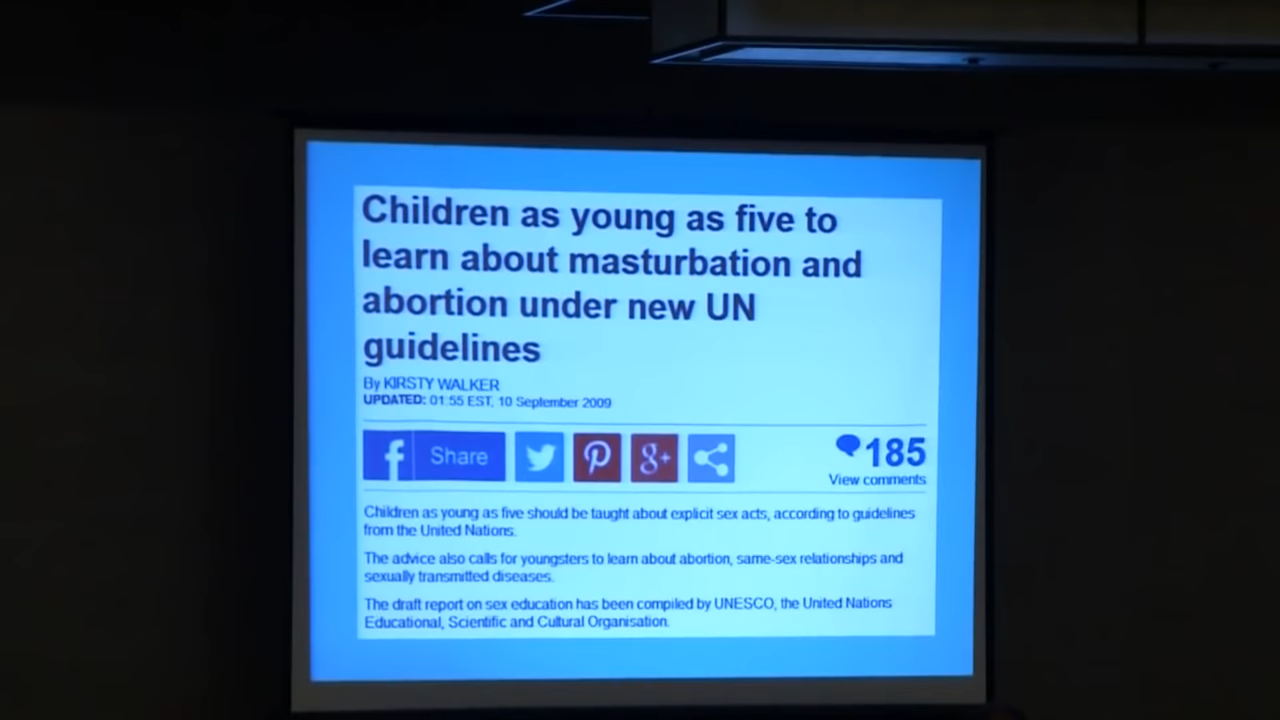 Children as young as five to
learn about masturbation and
abortion under new UN
guidelines
By KIRSTY WALKER
UPDATED: 01:55 EST, 10 September 2009
f Share
8+
185
View comments
Children as young as five should be taught about explicit sex acts, according to guidelines
from the United Nations.
The advice also calls for youngsters to learn about abortion, same-sex relationships and
sexually transmitted diseases.
The draft report on sex education has been compiled by UNESCO, the United Nations
Educational, Scientific and Cultural Organisation.